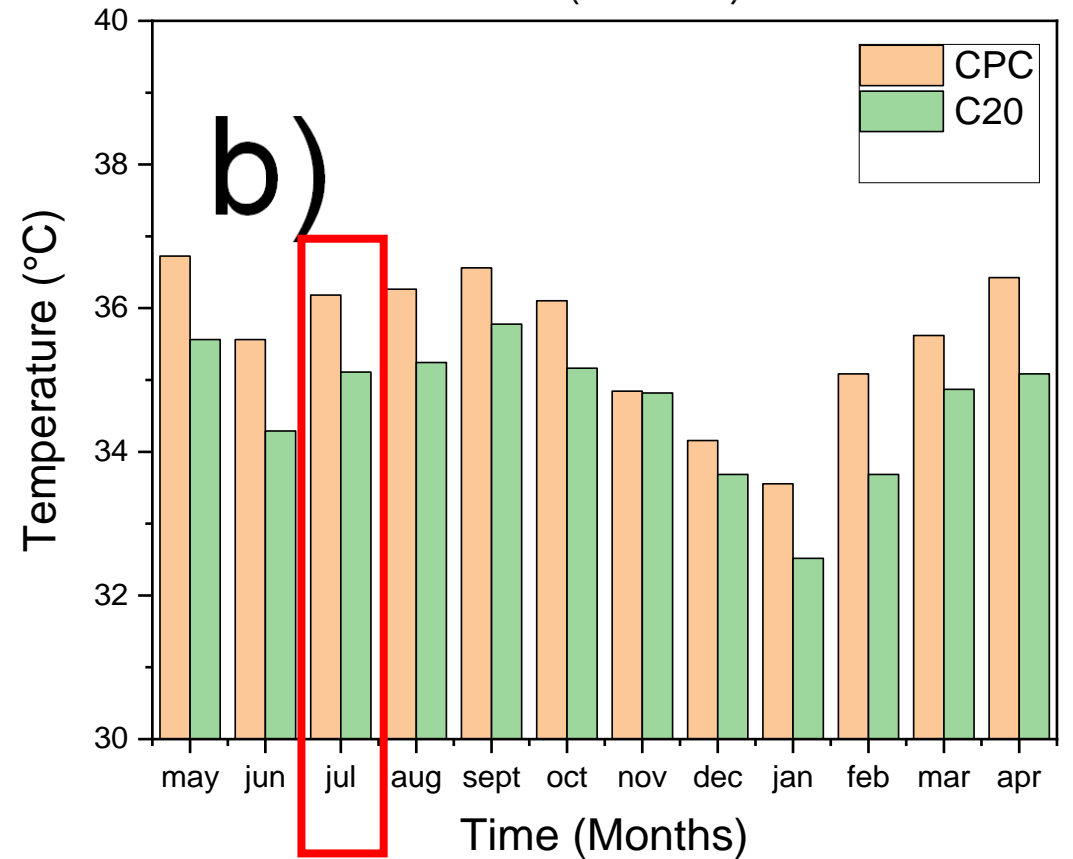 40
38
36
34
32
30
Temperature (°C)
b)
CPC
C20
may jun jul aug sept oct nov dec jan feb mar apr
Time (Months)